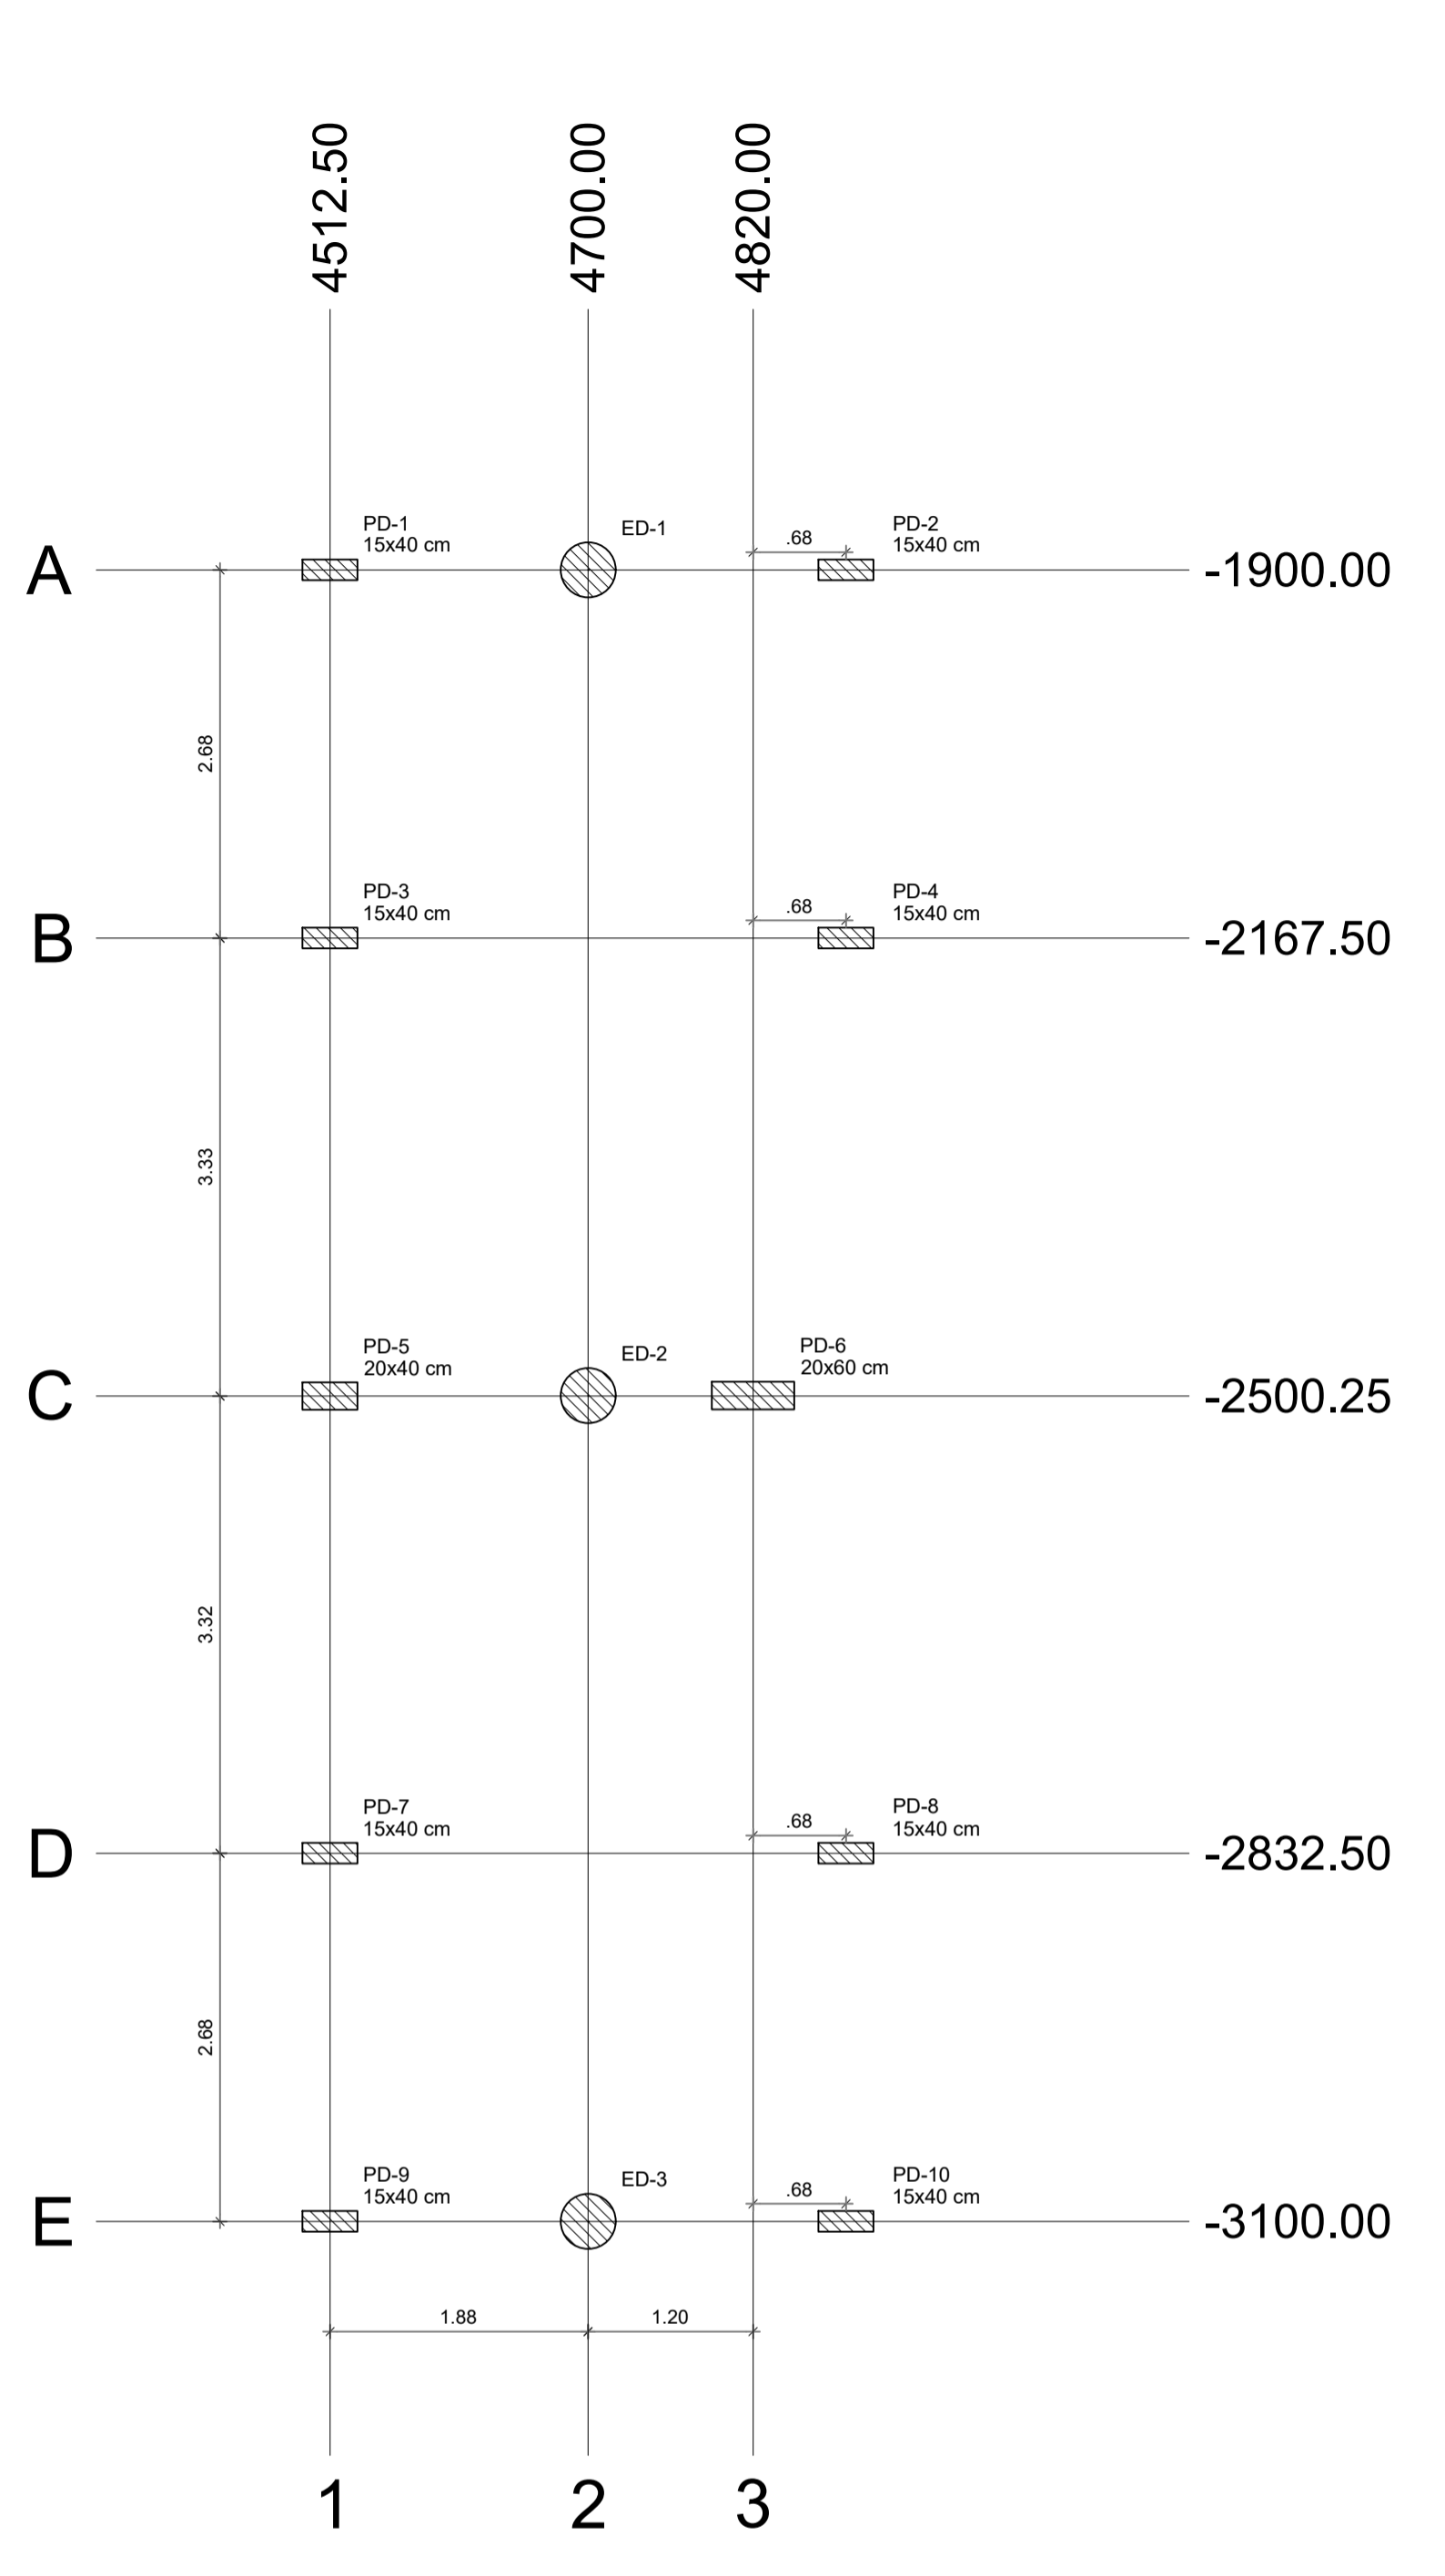 4512.50
4700.00
4820.00
PD-1
15x40 cm
ED-1
.68
PD-2
15x40 cm
A
-1900.00
2.68
PD-3
15x40 cm
.68
PD-4
15x40 cm
B
-2167.50
3.33
PD-5
20x40 cm
ED-2
PD-6
20x60 cm
C
-2500.25
3.32
PD-7
15x40 cm
.68
PD-8
15x40 cm
D
-2832.50
2.68
PD-9
15x40 cm
ED-3
.68
PD-10
15x40 cm
E
-3100.00
1.88
1.20
1
2
3